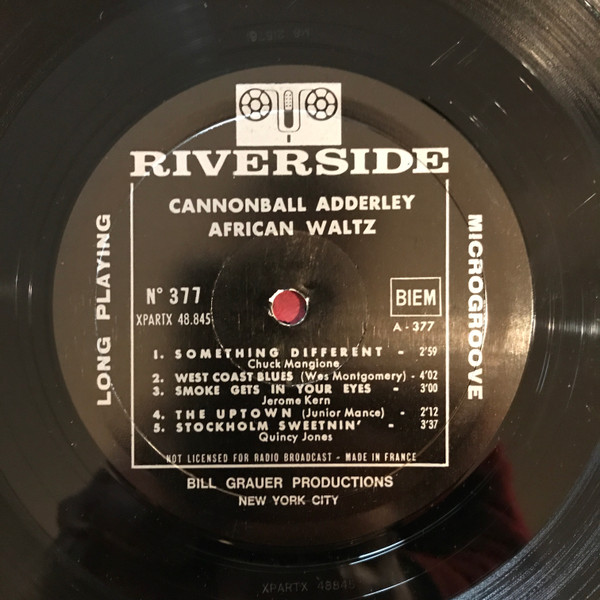 RIVERSIDE
CANNONBALL ADDERLEY
AFRICAN WALTZ
LONG PLAYING
MICROGROOVE
N° 377
BIEM
XPARTX 48.845
A-377
1. SOMETHING DIFFERENT - 2'59
Chuck Mangione
2. WEST COAST BLUES (Wes Montgomery) - 4'02
3. SMOKE GETS IN YOUR EYES - 3'00
Jerome Kern
4. THE UPTOWN (Junior Mance) - 2'12
5. STOCKHOLM SWEETNIN' - 3'37
Quincy Jones
NOT LICENSED FOR RADIO BROADCAST - MADE IN FRANCE
BILL GRAUER PRODUCTIONS
NEW YORK CITY
XPARTX 48845